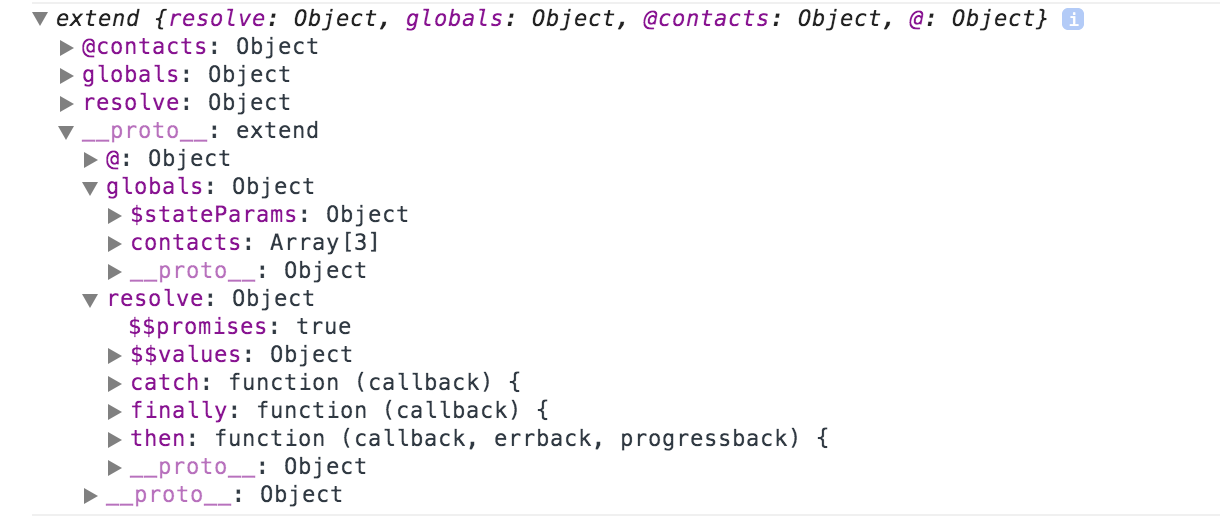 extend {resolve: Object, globals: Object, @contacts: Object, @: Object} i
@contacts: Object
globals: Object
resolve: Object
__proto__: extend
@: Object
globals: Object
$stateParams: Object
contacts: Array[3]
__proto__: Object
resolve: Object
$$promises: true
$$values: Object
catch: function (callback) {
finally: function (callback) {
then: function (callback, errback, progressback) {
__proto__: Object
__proto__: Object